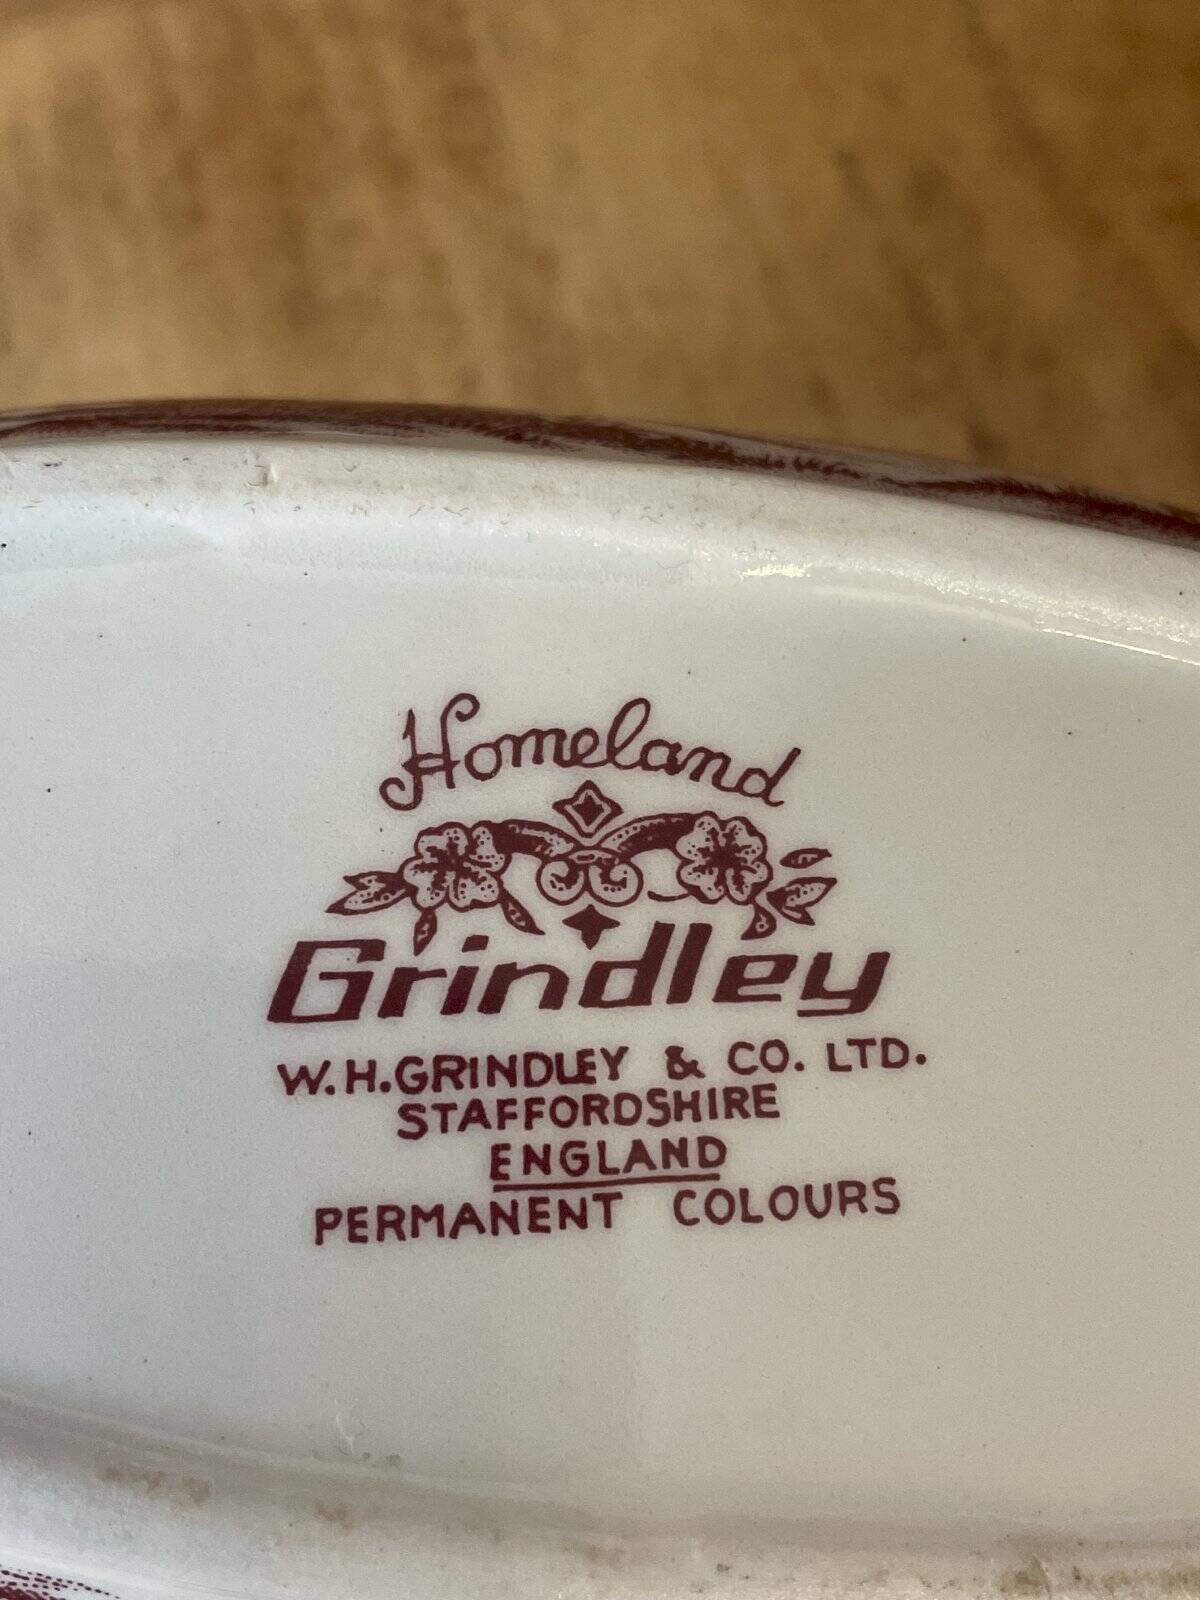 Homeland
Grindley
W.H.GRINDLEY & CO. LTD.
STAFFORDSHIRE
ENGLAND
PERMANENT COLOURS